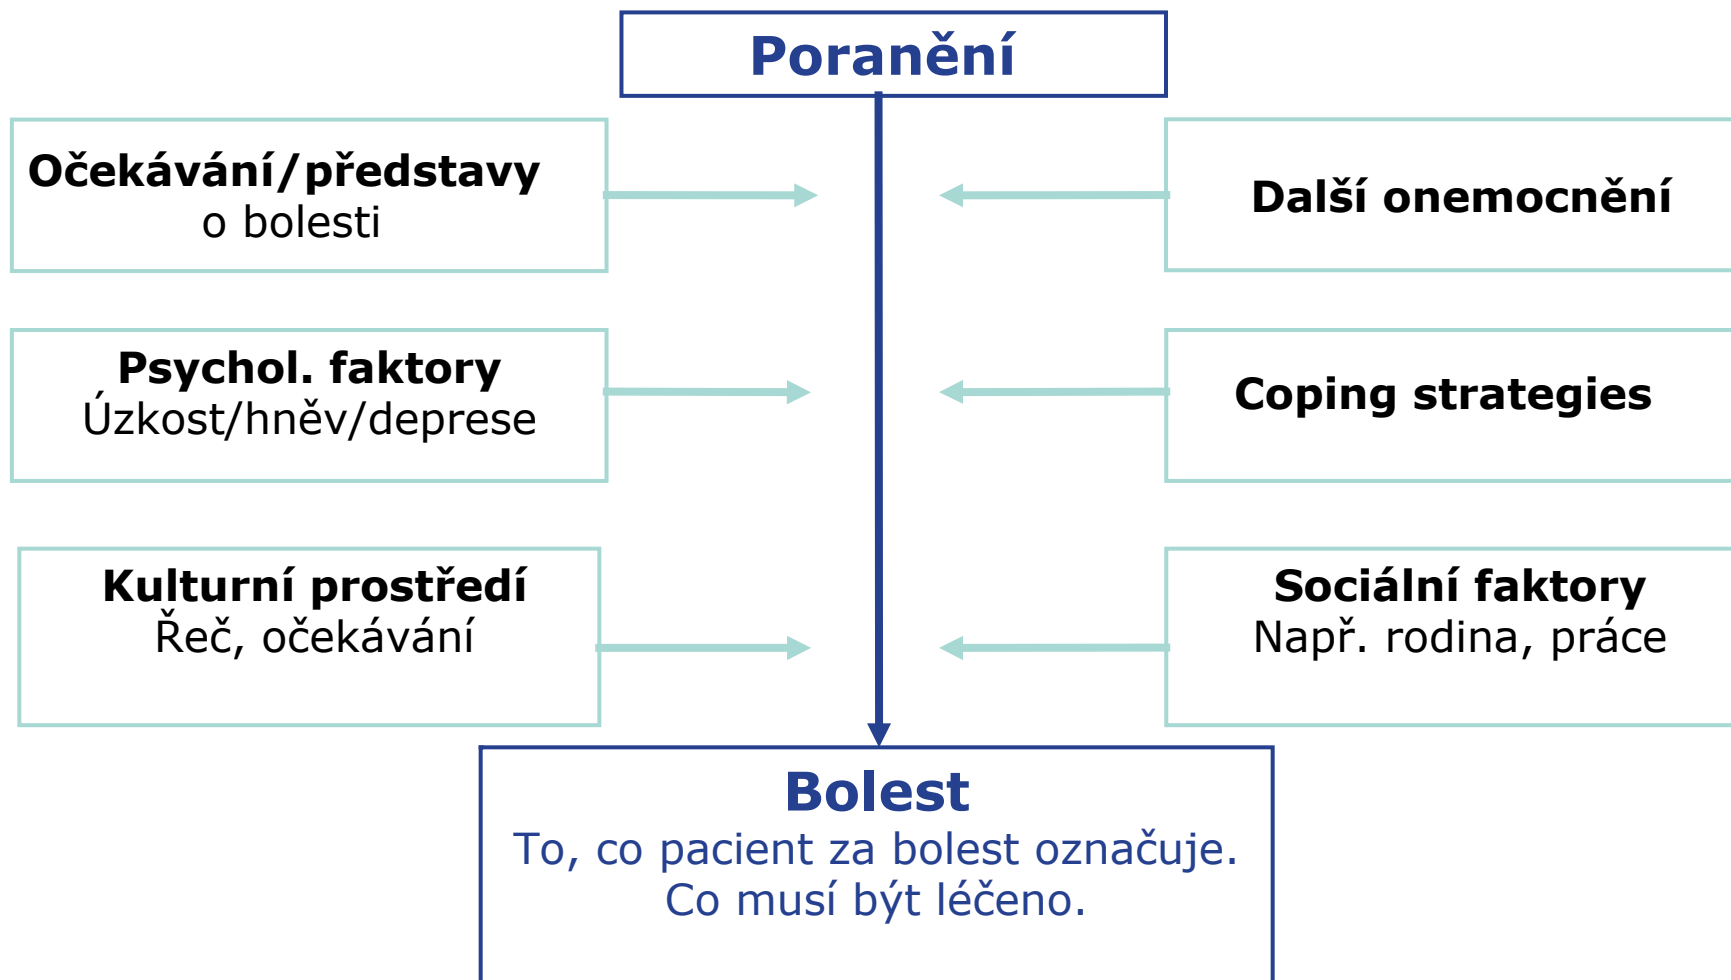 Poranění
Očekávání/představy
o bolesti
Další onemocnění
Psychol. faktory
Úzkost/hněv/deprese
Coping strategies
Kulturní prostředí
Řeč, očekávání
Sociální faktory
Např. rodina, práce
Bolest
To, co pacient za bolest označuje.
Co musí být léčeno.